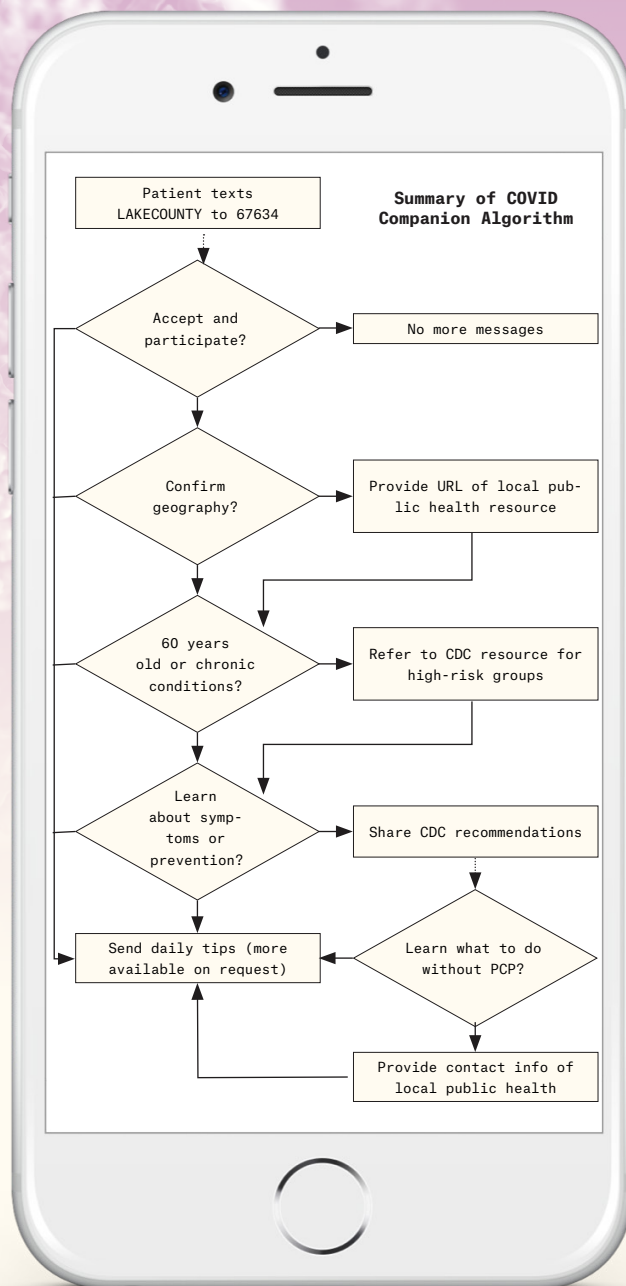 Patient texts
LAKECOUNTY to 67634
Summary of COVID
Companion Algorithm
Accept and
participate?
No more messages
Confirm
geography?
Provide URL of local pub-
lic health resource
60 years
old or chronic
conditions?
Refer to CDC resource for
high-risk groups
Learn
about symp-
toms or
prevention?
Share CDC recommendations
Send daily tips (more
available on request)
Learn what to do
without PCP?
Provide contact info of
local public health